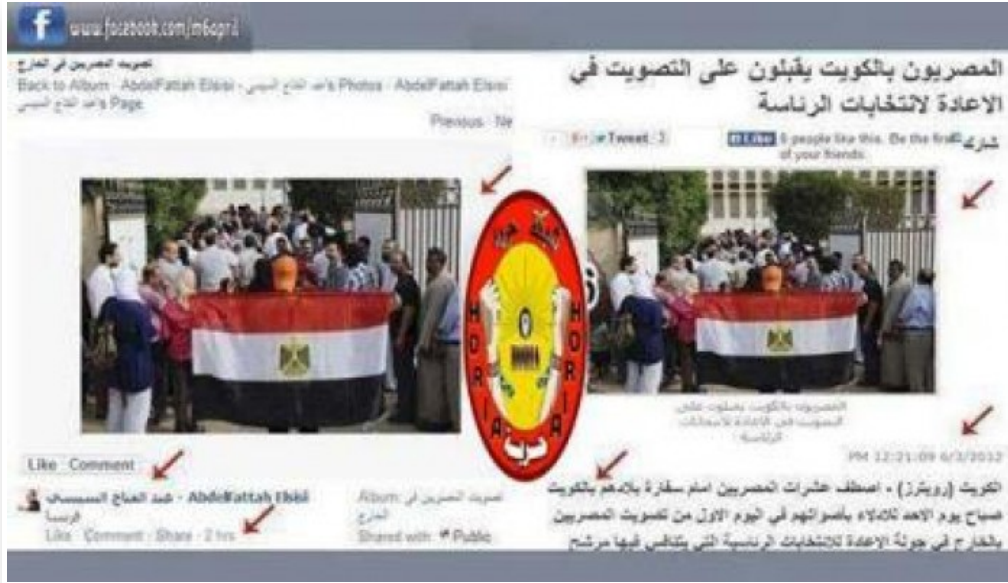 www.facebook.com/m6april
تصويت المصريين في الخارج
Back to Album · AbdelFattah Elsisi - عبد الفتاح السيسي's Photos · AbdelFattah Elsisi
عبد الفتاح السيسي's Page
Previous
Like Comment
عبد الفتاح السيسي - AbdelFattah Elsisi
Like · Comment · Share · 2 hrs
Album: تصويت المصريين في
الخارج
Shared with: Public
HORIA
HORIA
حرية
المصريون بالكويت يقبلون على التصويت في
الاعادة لانتخابات الرئاسة
شارك
Like 6 people like this. Be the first
of your friends.
Tweet 3
المصريون بالكويت يقبلون على
التصويت في الاعادة لانتخابات
الرئاسة
PM 12:21:09 6/3/2012
الكويت (رويترز) - اصطف عشرات المصريين امام سفارة بلادهم بالكويت
صباح يوم الاحد للادلاء بأصواتهم في اليوم الاول من تصويت المصريين
بالخارج في جولة الاعادة للانتخابات الرئاسية التي يتنافس فيها مرشح